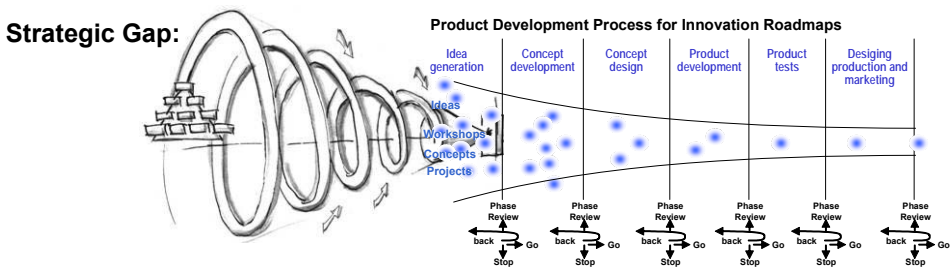 Strategic Gap:
Product Development Process for Innovation Roadmaps
Idea
generation
Concept
development
Concept
design
Product
development
Product
tests
Desiging
production and
marketing
Ideas
Workshops
Concepts
Projects
Phase
Review
back
Go
Stop
Phase
Review
back
Go
Stop
Phase
Review
back
Go
Stop
Phase
Review
back
Go
Stop
Phase
Review
back
Go
Stop
Phase
Review
back
Go
Stop